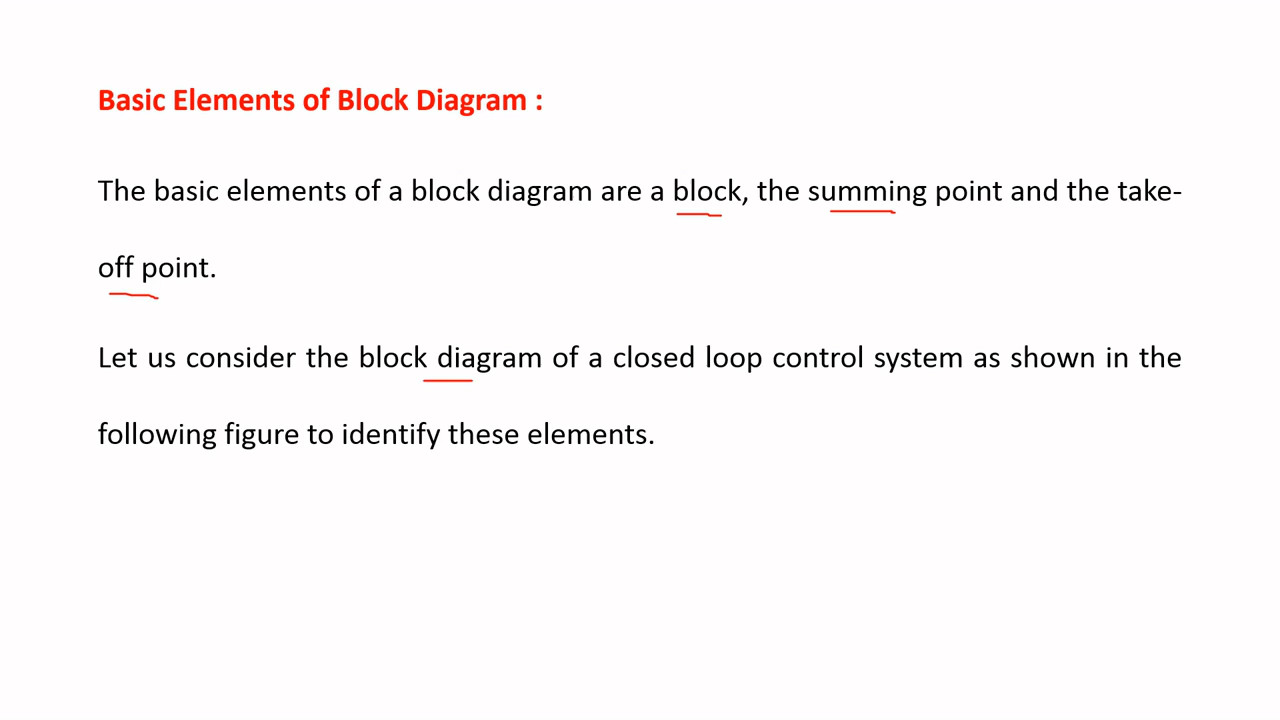 Basic Elements of Block Diagram :
The basic elements of a block diagram are a block, the summing point and the take-
off point.
Let us consider the block diagram of a closed loop control system as shown in the
following figure to identify these elements.